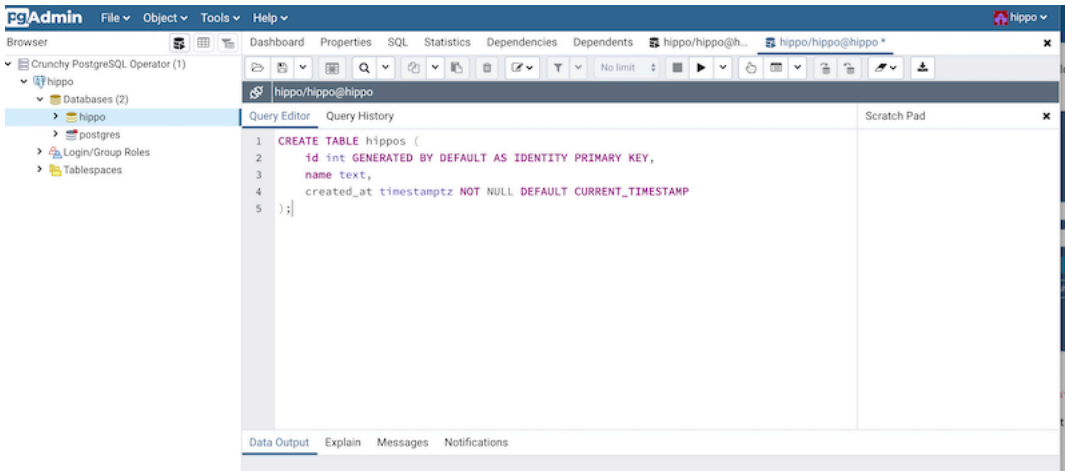 pgAdmin File Object Tools Help hippo
Browser Dashboard Properties SQL Statistics Dependencies Dependents hippo/hippo@h... hippo/hippo@hippo *
Crunchy PostgreSQL Operator (1)
hippo
Databases (2)
hippo
postgres
Login/Group Roles
Tablespaces
No limit
hippo/hippo@hippo
Query Editor Query History Scratch Pad
1 CREATE TABLE hippos (
2 id int GENERATED BY DEFAULT AS IDENTITY PRIMARY KEY,
3 name text,
4 created_at timestamptz NOT NULL DEFAULT CURRENT_TIMESTAMP
5 );
Data Output Explain Messages Notifications